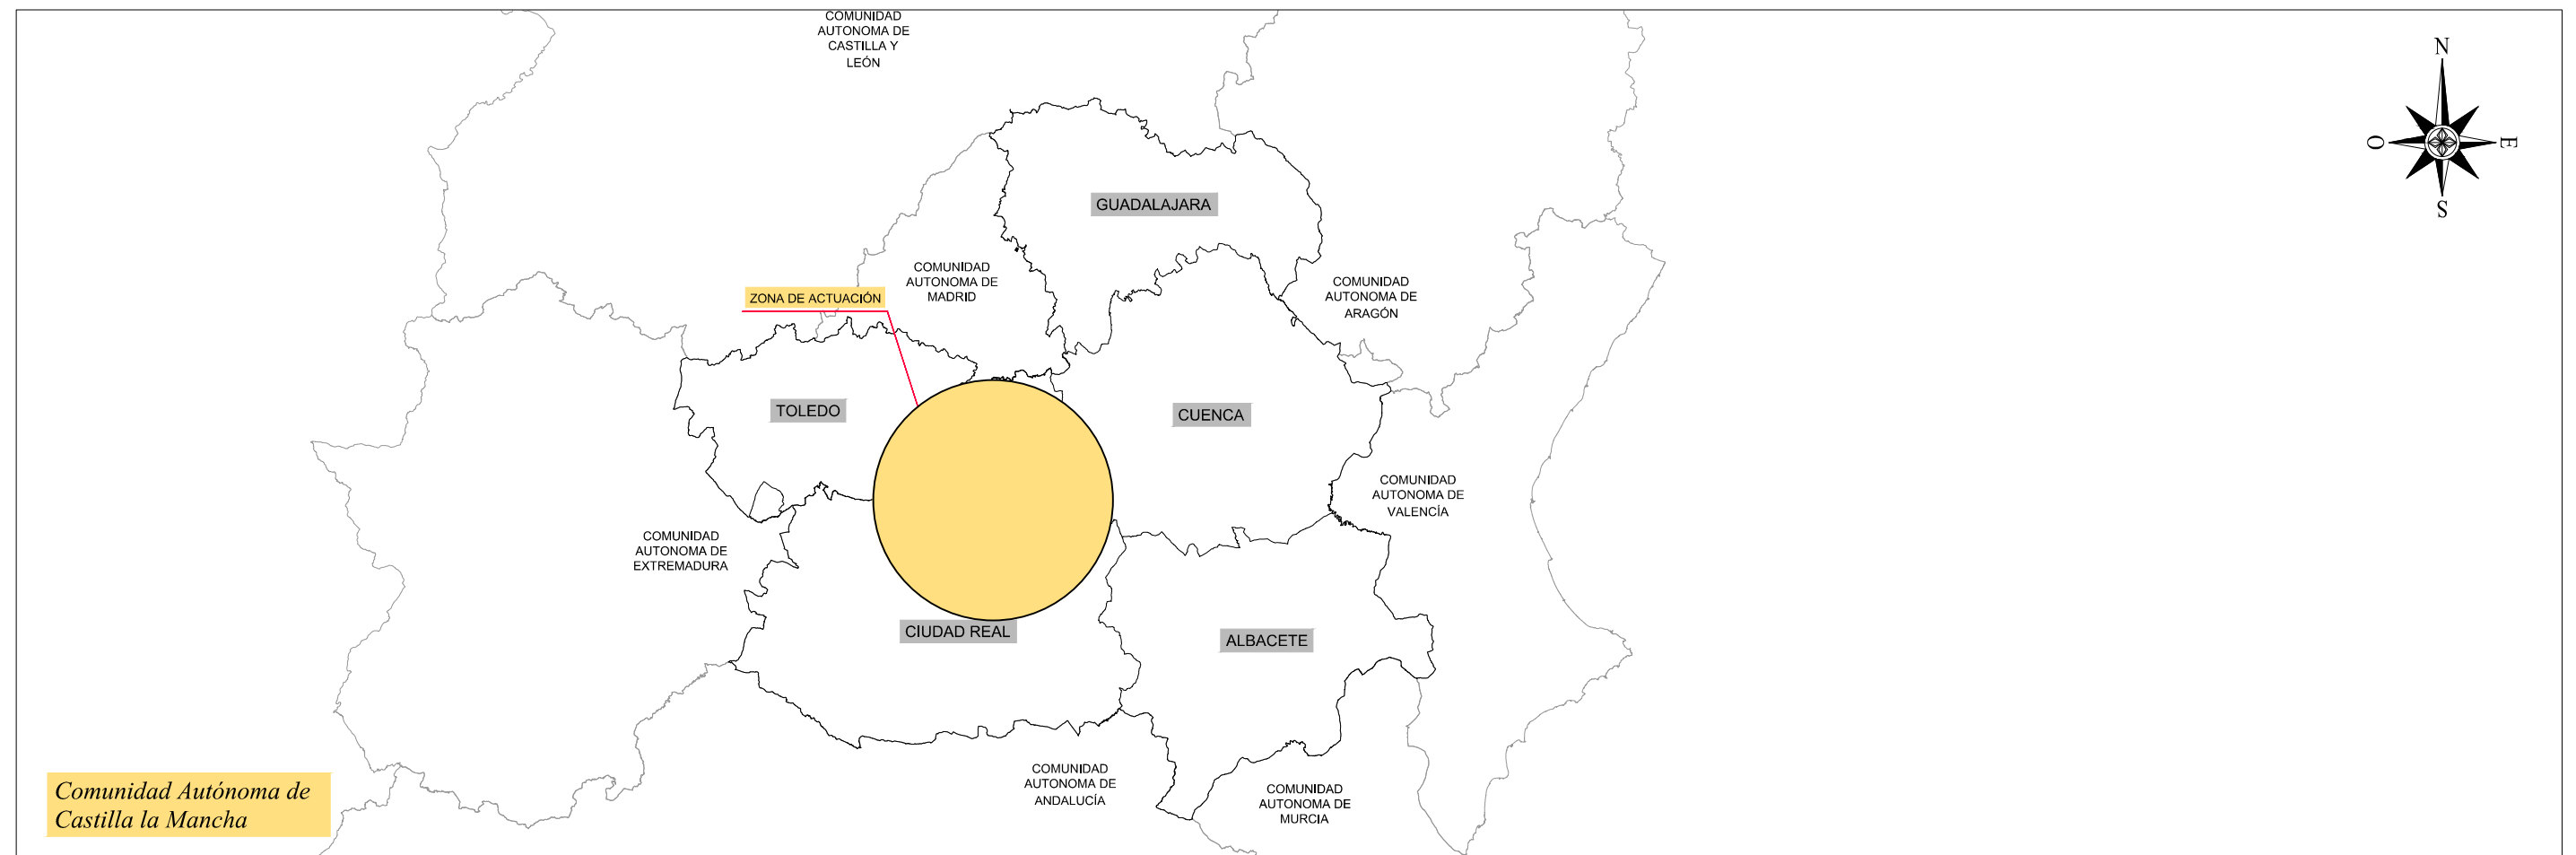 COMUNIDAD
AUTONOMA DE
CASTILLA Y
LEÓN
N
O
E
S
GUADALAJARA
COMUNIDAD
AUTONOMA DE
MADRID
COMUNIDAD
AUTONOMA DE
ARAGÓN
ZONA DE ACTUACIÓN
TOLEDO
CUENCA
COMUNIDAD
AUTONOMA DE
VALENCÍA
COMUNIDAD
AUTONOMA DE
EXTREMADURA
CIUDAD REAL
ALBACETE
COMUNIDAD
AUTONOMA DE
ANDALUCÍA
COMUNIDAD
AUTONOMA DE
MURCIA
Comunidad Autónoma de
Castilla la Mancha